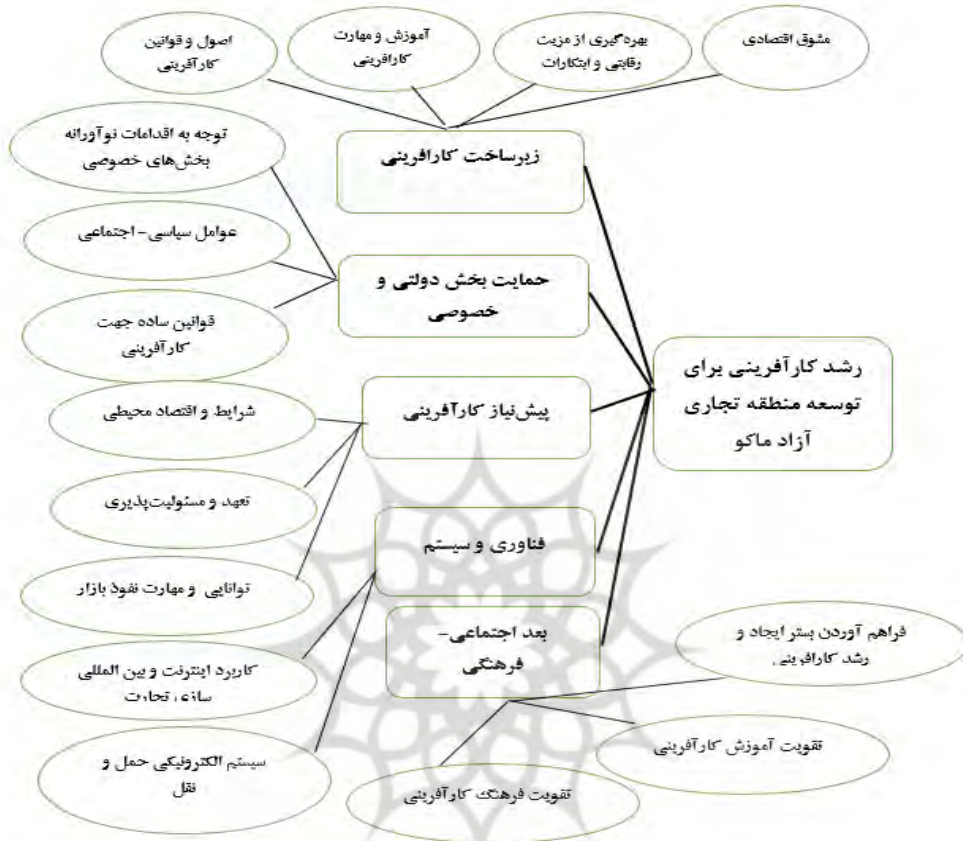 مشوق اقتصادی
بهره‌گیری از مزیت
رقابتی و ابتکارات
آموزش و مهارت
کارافرینی
اصول و قوانین
کارآفرینی
زیرساخت کارافرینی
توجه به اقدامات نوآورانه
بخش‌های خصوصی
عوامل سیاسی- اجتماعی
قوانین ساده جهت
کارآفرینی
حمایت بخش دولتی و
خصوصی
رشد کارآفرینی برای
توسعه منطقه تجاری
آزاد ماکو
پیش‌نیاز کارآفرینی
شرایط و اقتصاد محیطی
تعهد و مسئولیت‌پذیری
توانایی و مهارت نفوذ بازار
فناوری و سیستم
کاربرد اینترنت و بین المللی
سازی تجارت
سیستم الکترونیکی حمل و
نقل
بعد اجتماعی-
فرهنگی
فراهم آوردن بستر ایجاد و
رشد کارافرینی.
تقویت آموزش کارآفرینی
تقویت فرهنگ کارآفرینی